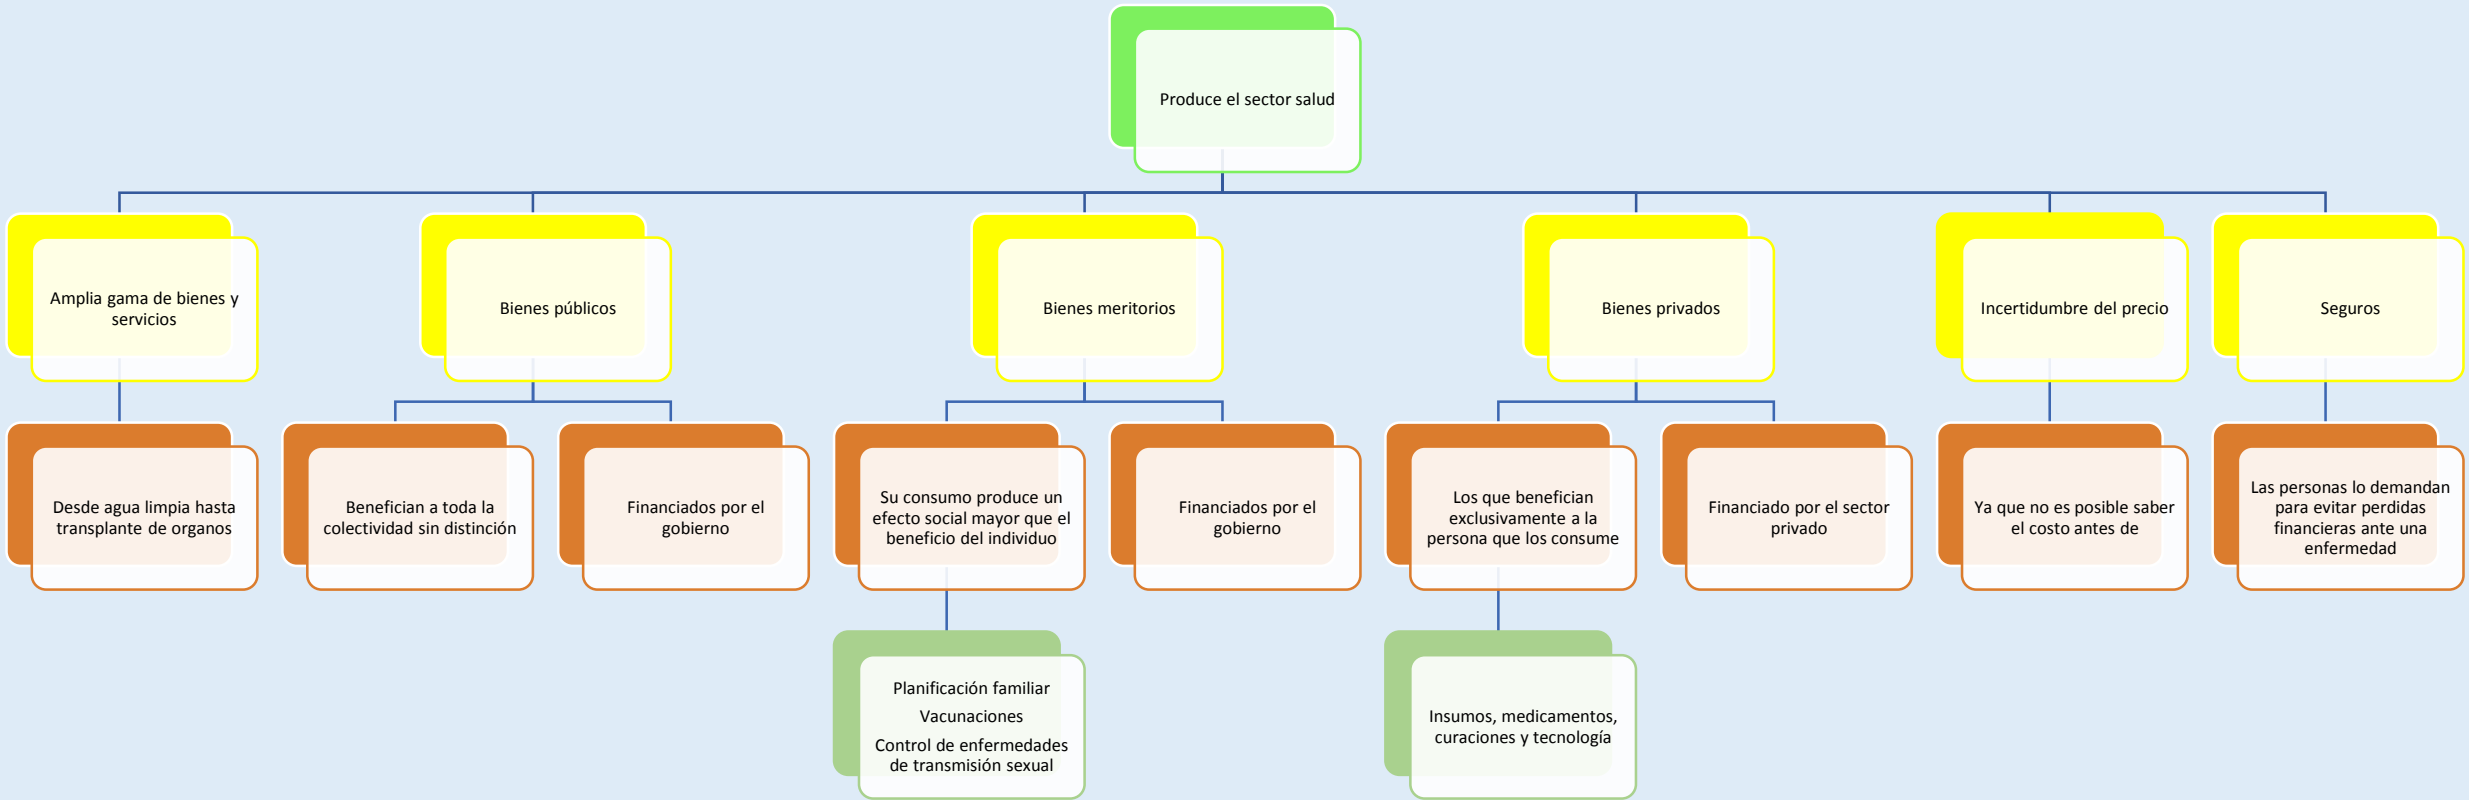 Produce el sector salud
Amplia gama de bienes y
servicios
Bienes públicos
Bienes meritorios
Bienes privados
Incertidumbre del precio
Seguros
Desde agua limpia hasta
transplante de organos
Benefician a toda la
colectividad sin distinción
Financiados por el
gobierno
Su consumo produce un
efecto social mayor que el
beneficio del individuo
Financiados por el
gobierno
Los que benefician
exclusivamente a la
persona que los consume
Financiado por el sector
privado
Ya que no es posible saber
el costo antes de
Las personas lo demandan
para evitar perdidas
financieras ante una
enfermedad
Planificación familiar
Vacunaciones
Control de enfermedades
de transmisión sexual
Insumos, medicamentos,
curaciones y tecnología